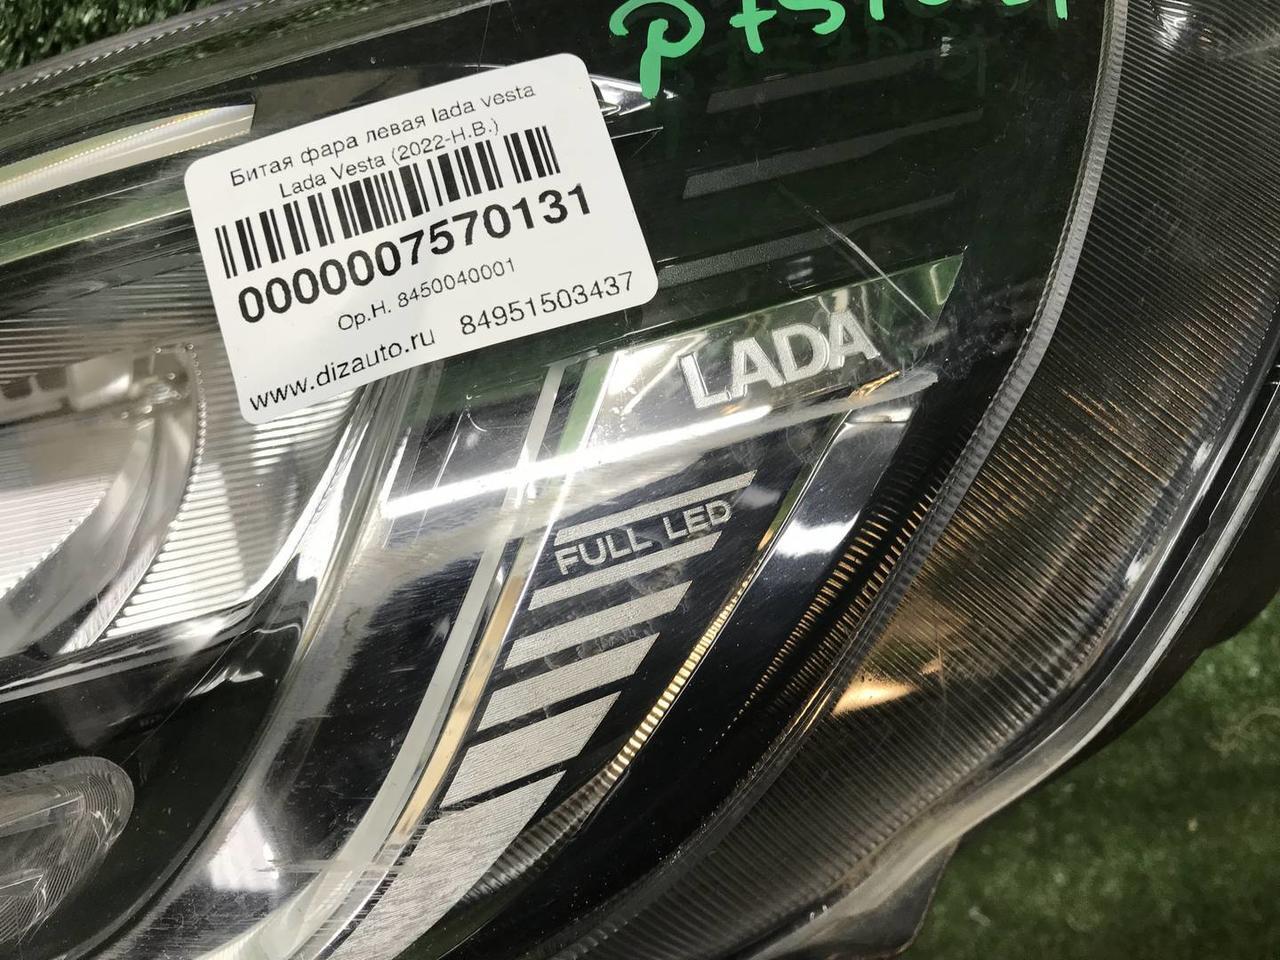 Битая фара левая lada vesta
Lada Vesta (2022-Н.В.)
0000007570131
Ор.Н. 8450040001
www.dizauto.ru 84951503437
LADA
FULL LED